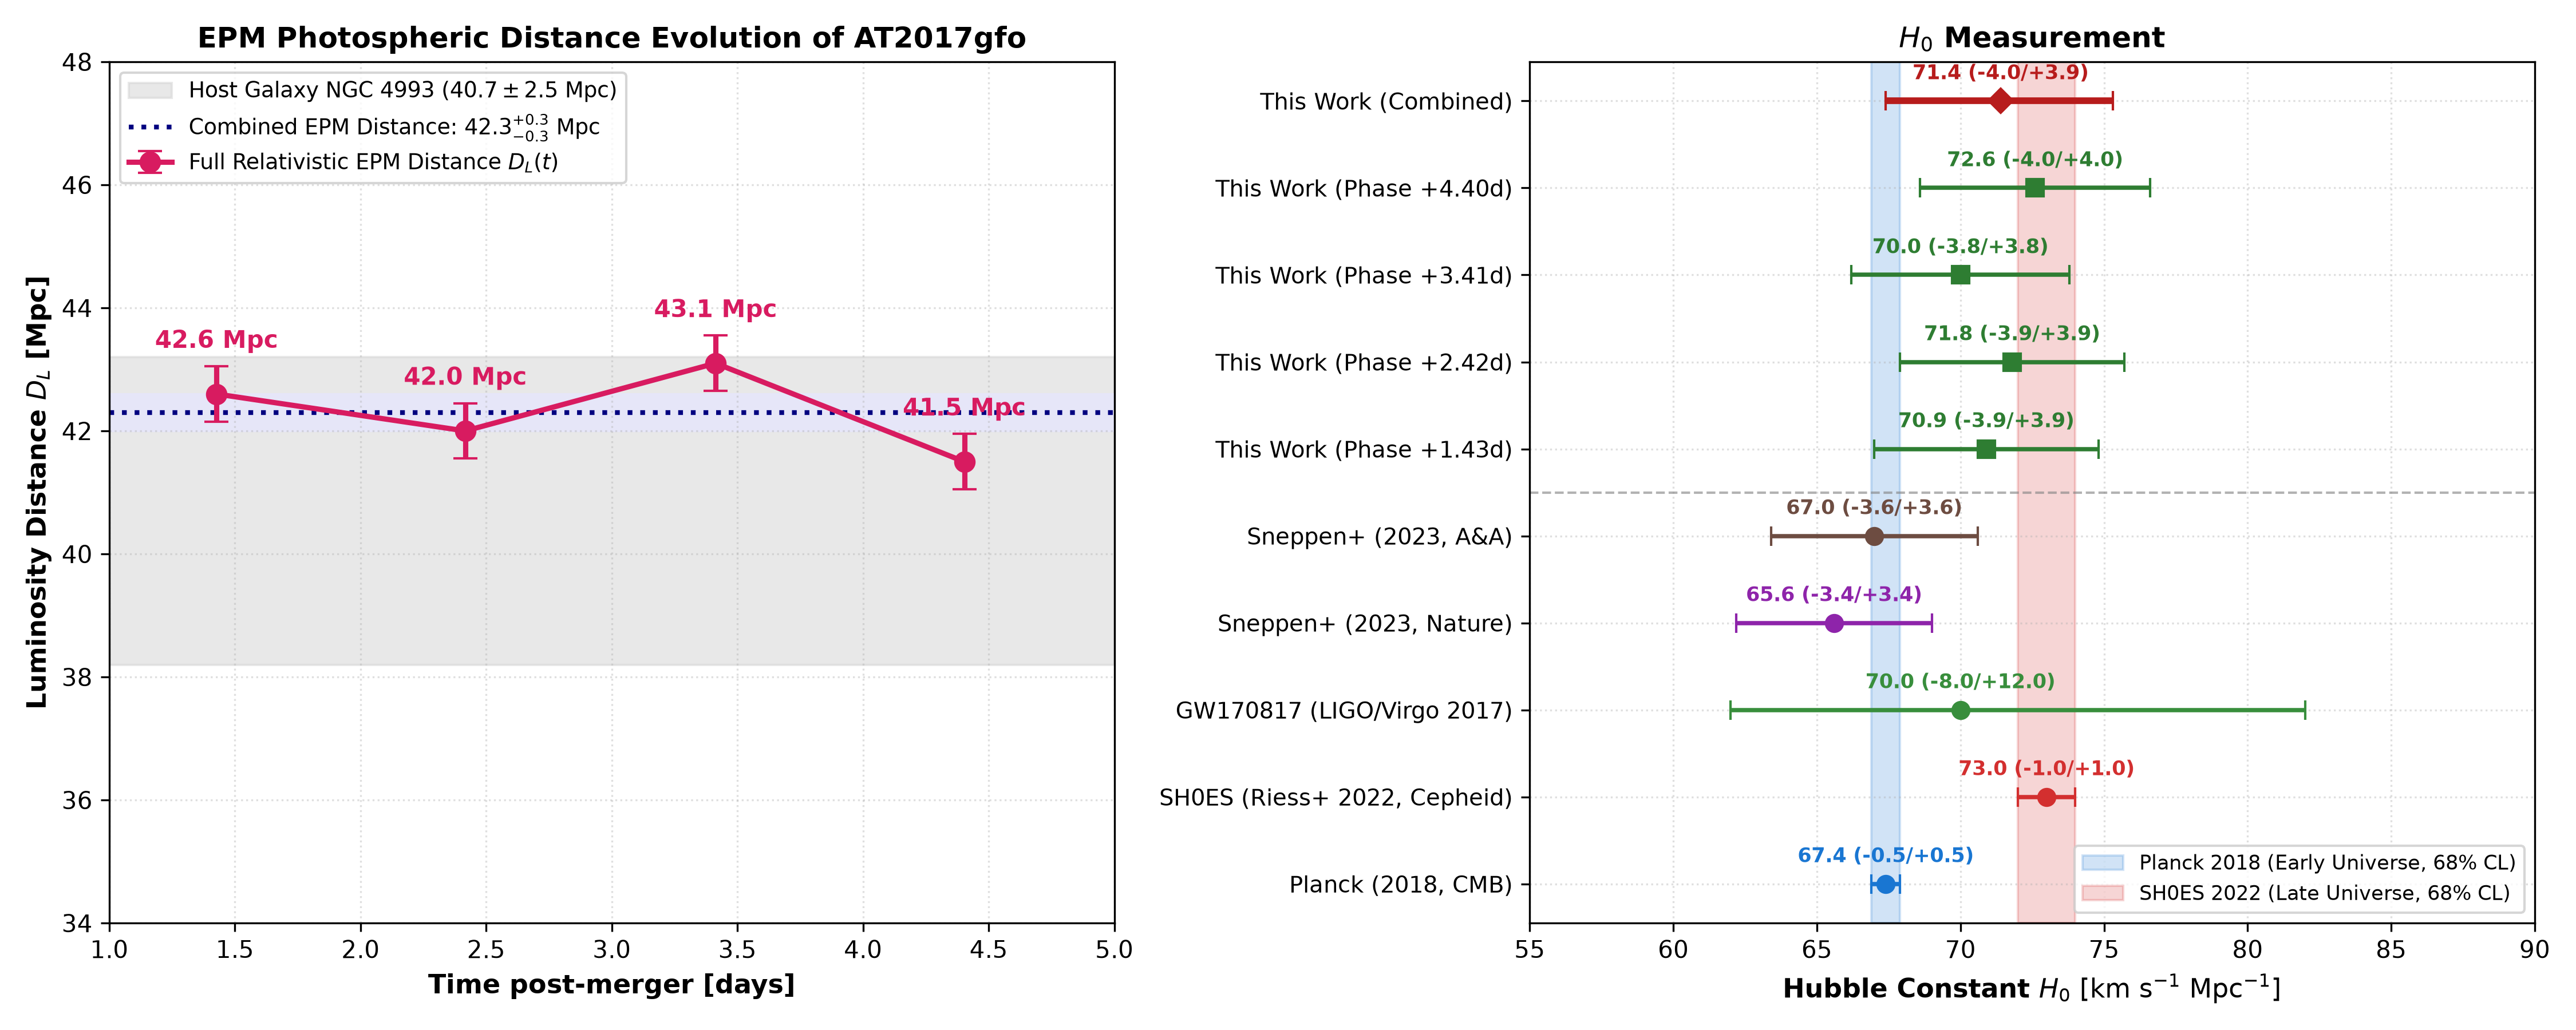 EPM Photospheric Distance Evolution of AT2017gfo
Host Galaxy NGC 4993 (40.7 ± 2.5 Mpc)
Combined EPM Distance: 42.3^{+0.3}_{-0.3} Mpc
Full Relativistic EPM Distance D_L(t)
42.6 Mpc
42.0 Mpc
43.1 Mpc
41.5 Mpc
48
46
44
42
40
38
36
34
Luminosity Distance D_L [Mpc]
1.0 1.5 2.0 2.5 3.0 3.5 4.0 4.5 5.0
Time post-merger [days]
H_0 Measurement
This Work (Combined)
71.4 (-4.0/+3.9)
This Work (Phase +4.40d)
72.6 (-4.0/+4.0)
This Work (Phase +3.41d)
70.0 (-3.8/+3.8)
This Work (Phase +2.42d)
71.8 (-3.9/+3.9)
This Work (Phase +1.43d)
70.9 (-3.9/+3.9)
Sneppen+ (2023, A&A)
67.0 (-3.6/+3.6)
Sneppen+ (2023, Nature)
65.6 (-3.4/+3.4)
GW170817 (LIGO/Virgo 2017)
70.0 (-8.0/+12.0)
SH0ES (Riess+ 2022, Cepheid)
73.0 (-1.0/+1.0)
Planck (2018, CMB)
67.4 (-0.5/+0.5)
Planck 2018 (Early Universe, 68% CL)
SH0ES 2022 (Late Universe, 68% CL)
55 60 65 70 75 80 85 90
Hubble Constant H_0 [km s^{-1} Mpc^{-1}]